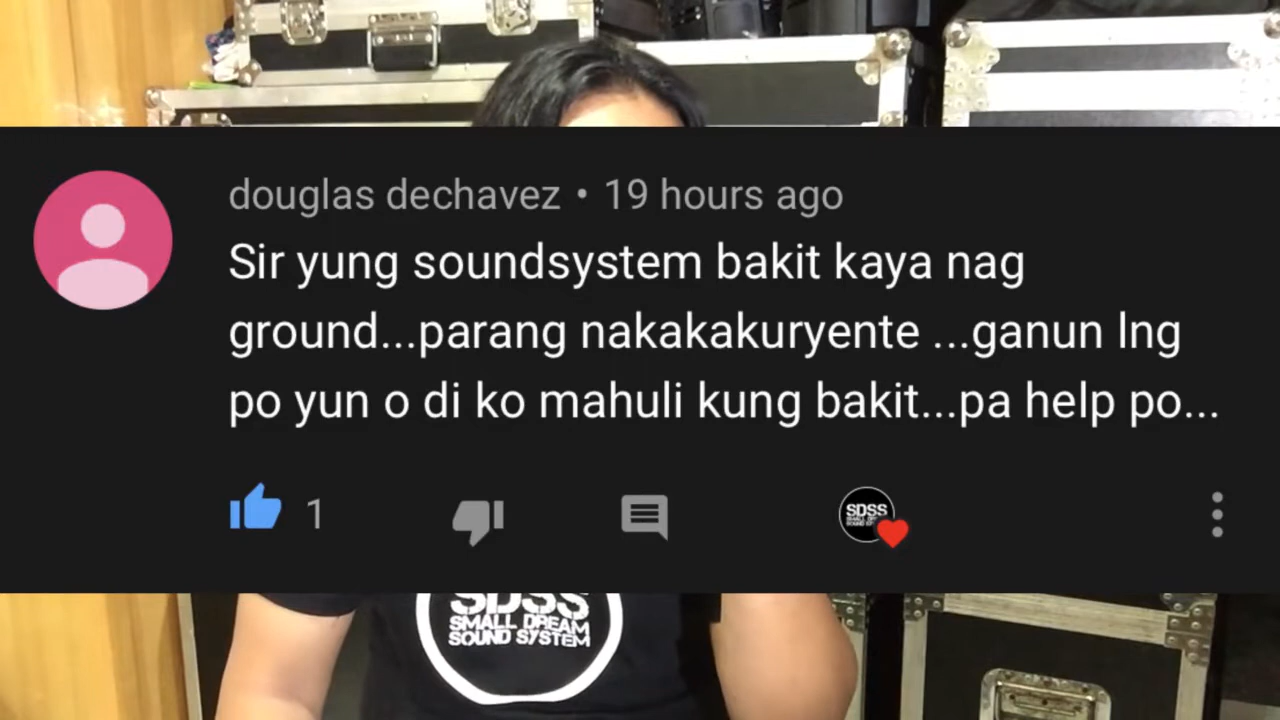 douglas dechavez • 19 hours ago
Sir yung soundsystem bakit kaya nag
ground...parang nakakakuryente ...ganun lng
po yun o di ko mahuli kung bakit...pa help po...
1
SDSS
SDSS
SMALL DREAM
SOUND SYSTEM